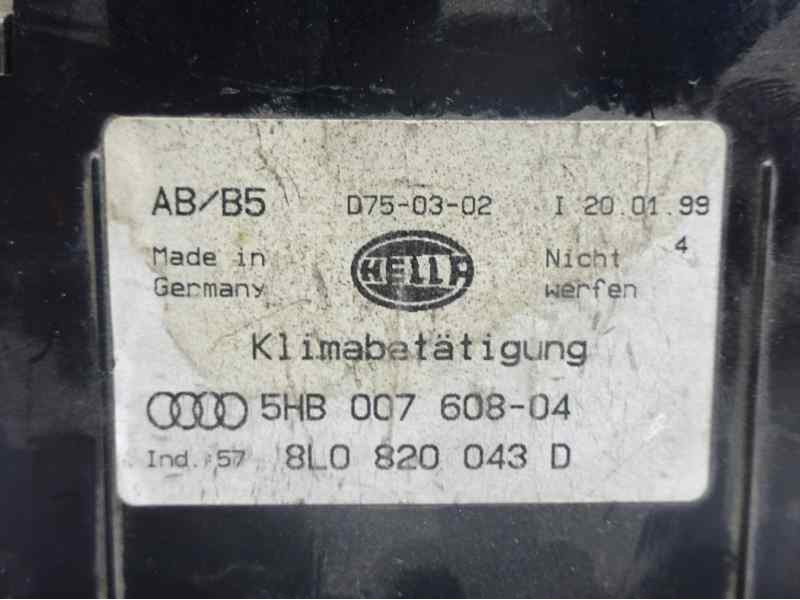 AB/B5 D75-03-02 I 20.01.99
4
Made in HELLA Nicht
Germany werfen
Klimabetätigung
5HB 007 608-04
Ind. 57 8L0 820 043 D